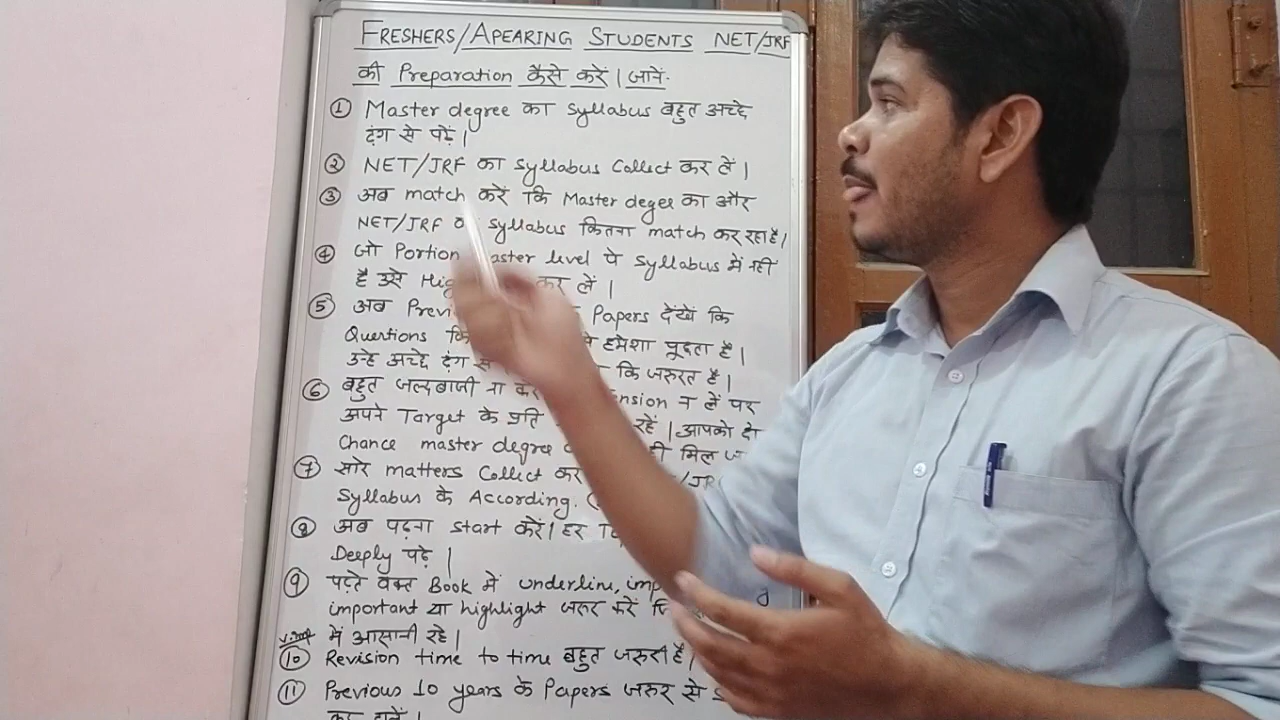 FRESHERS/APEARING STUDENTS NET/JRF
की Preparation कैसे करें। जानें.
① Master degree का syllabus बहुत अच्छे
ढ़ंग से पढ़ें।
② NET/JRF का syllabus Collect कर लें।
③ अब match करें कि Master degee का और
NET/JRF syllabus कितना match कर रहा है।
④ जो Portion master level पे syllabus में नहीं
है उसे कर लें।
⑤ अब Papers देंखें कि
Questions हमेशा पूछता है।
उन्हे अच्छे ढ़ंग कि जरुरत है।
⑥ बहुत जल्दबाजी ना न लें पर
अपने Target के प्रति रहें। आपको दो
Chance master degree मिल
⑦ सारे matters Collect कर
Syllabus के According.
⑧ अब पढ़ना start करें। हर
Deeply पढ़े।
⑨ पढ़ते वक्त Book में underline,
important या highlight जरुर करें
v.imp में आसानी रहे।
⑩ Revision time to time बहुत जरुरी है।
⑪ Previous 10 years के Papers जरुर से